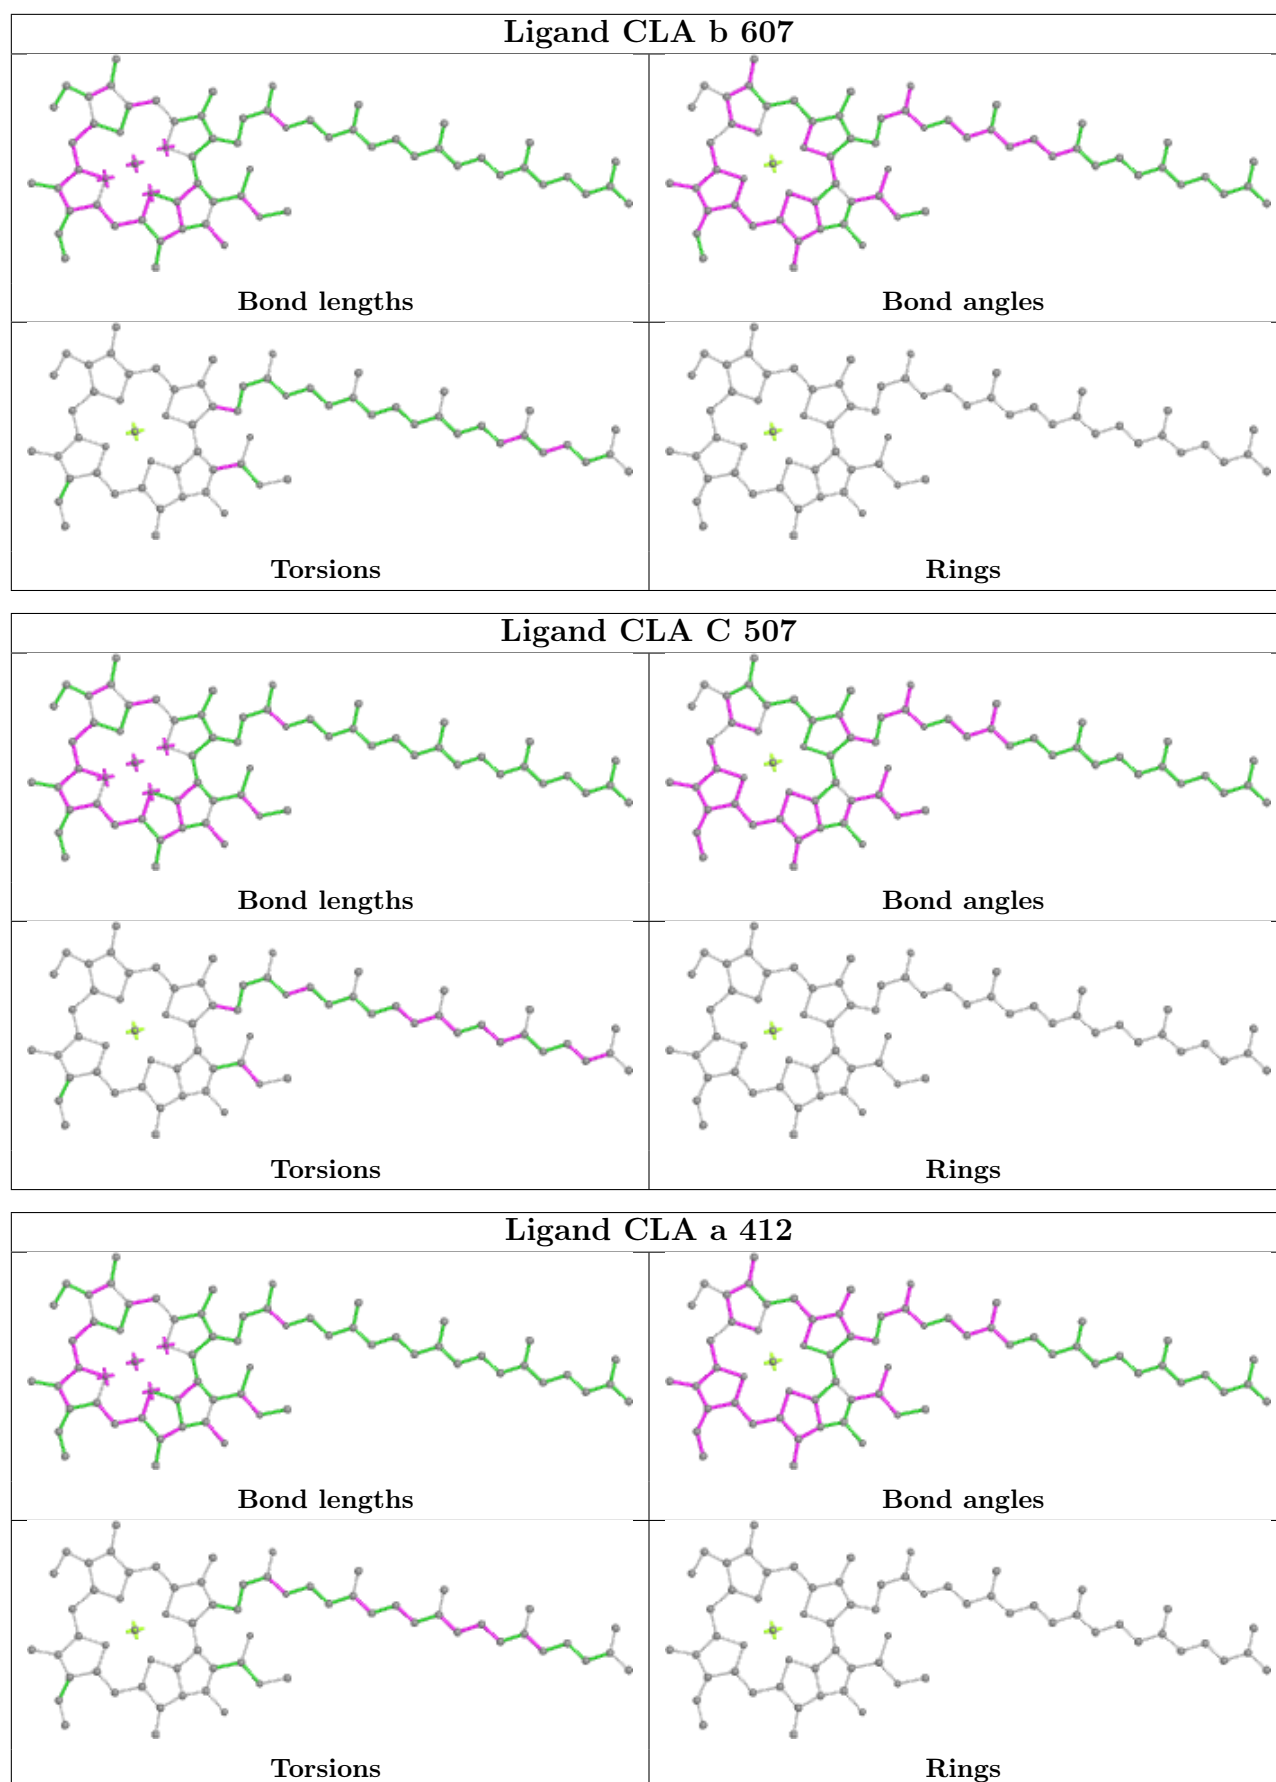 Ligand CLA b 607
Bond lengths
Bond angles
Torsions
Rings
Ligand CLA C 507
Bond lengths
Bond angles
Torsions
Rings
Ligand CLA a 412
Bond lengths
Bond angles
Torsions
Rings